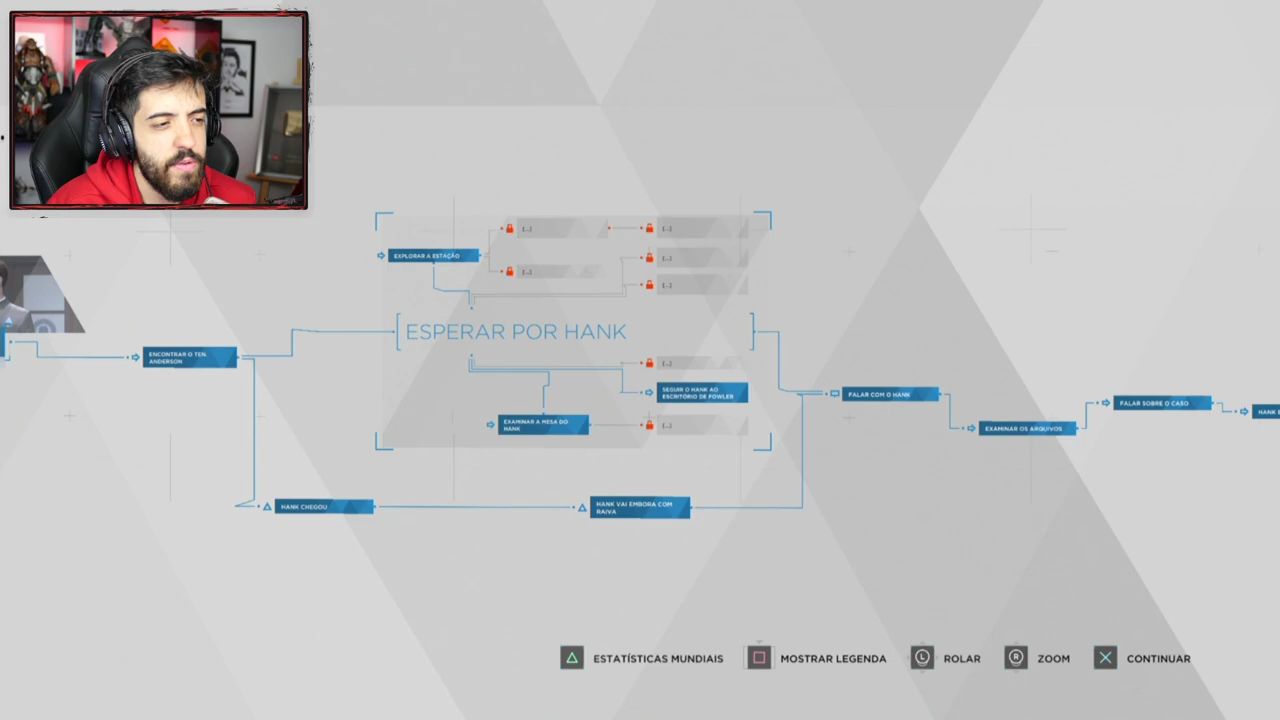 [...]
[...]
EXPLORAR A ESTAÇÃO
[...]
[...]
[...]
ESPERAR POR HANK
ENCONTRAR O TEN.
ANDERSON
[...]
SEGUIR O HANK AO
ESCRITÓRIO DE FOWLER
FALAR COM O HANK
FALAR SOBRE O CASO
HANK
EXAMINAR A MESA DO
HANK
[...]
EXAMINAR OS ARQUIVOS
HANK CHEGOU
HANK VAI EMBORA COM
RAIVA
ESTATÍSTICAS MUNDIAIS
MOSTRAR LEGENDA
L
ROLAR
R
ZOOM
CONTINUAR